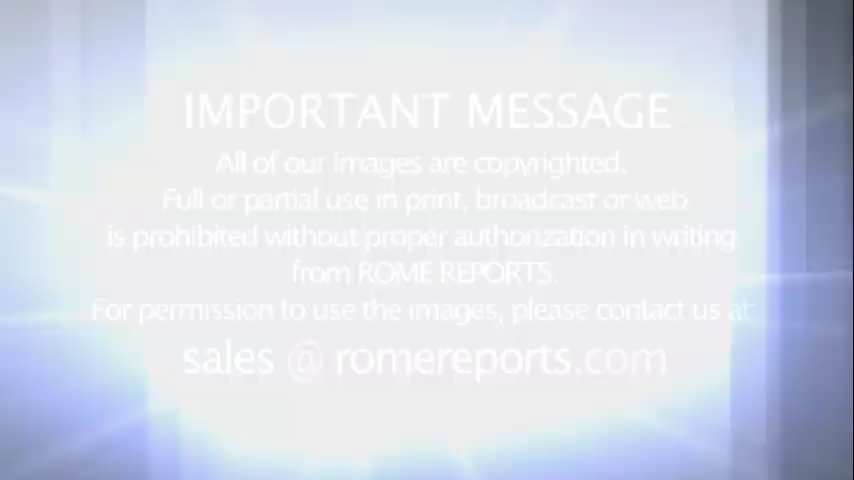 IMPORTANT MESSAGE
All of our images are copyrighted.
Full or partial use in print, broadcast or web
is prohibited without proper authorization in writing
from ROME REPORTS.
For permission to use the images, please contact us at:
sales @ romereports.com